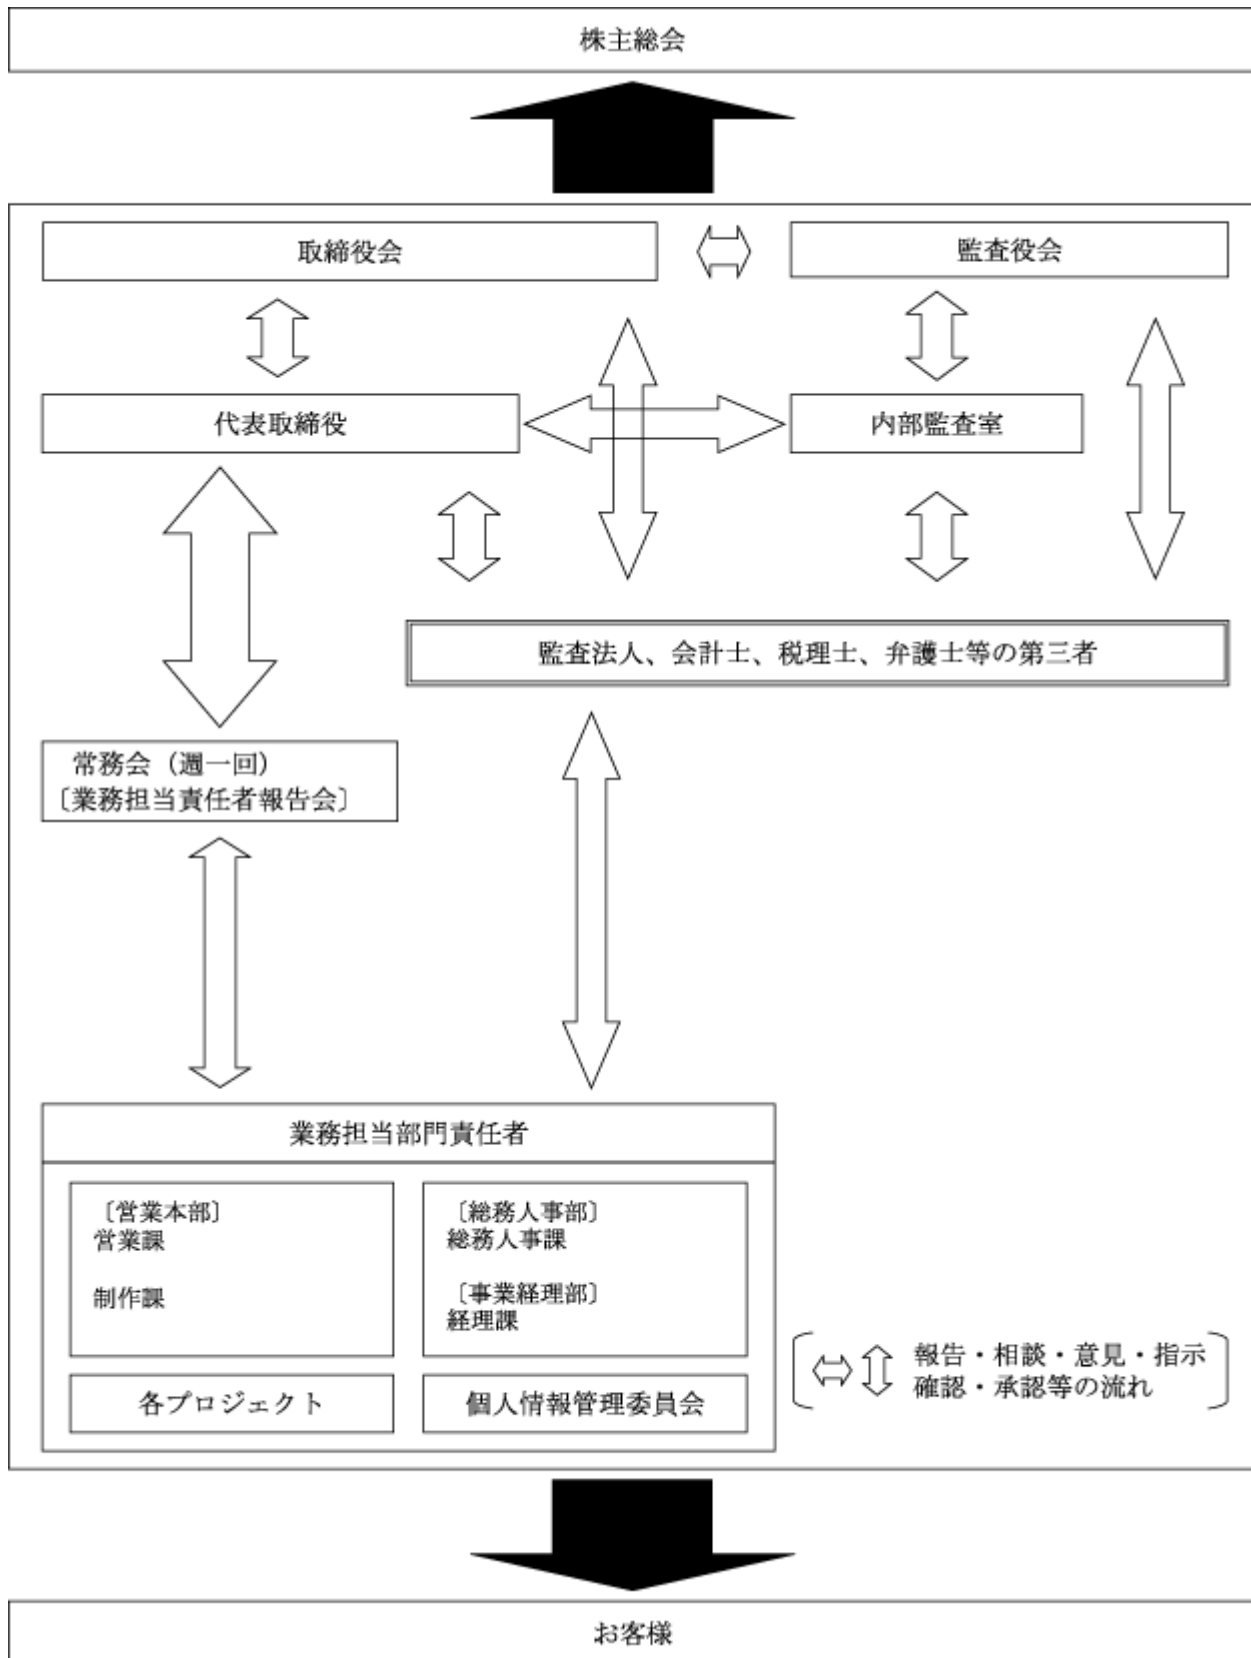 株主総会
取締役会
監査役会
代表取締役
内部監査室
監査法人、会計士、税理士、弁護士等の第三者
常務会（週一回）
〔業務担当責任者報告会〕
業務担当部門責任者
〔営業本部〕
営業課
制作課
〔総務人事部〕
総務人事課
〔事業経理部〕
経理課
各プロジェクト
個人情報管理委員会
報告・相談・意見・指示
確認・承認等の流れ
お客様